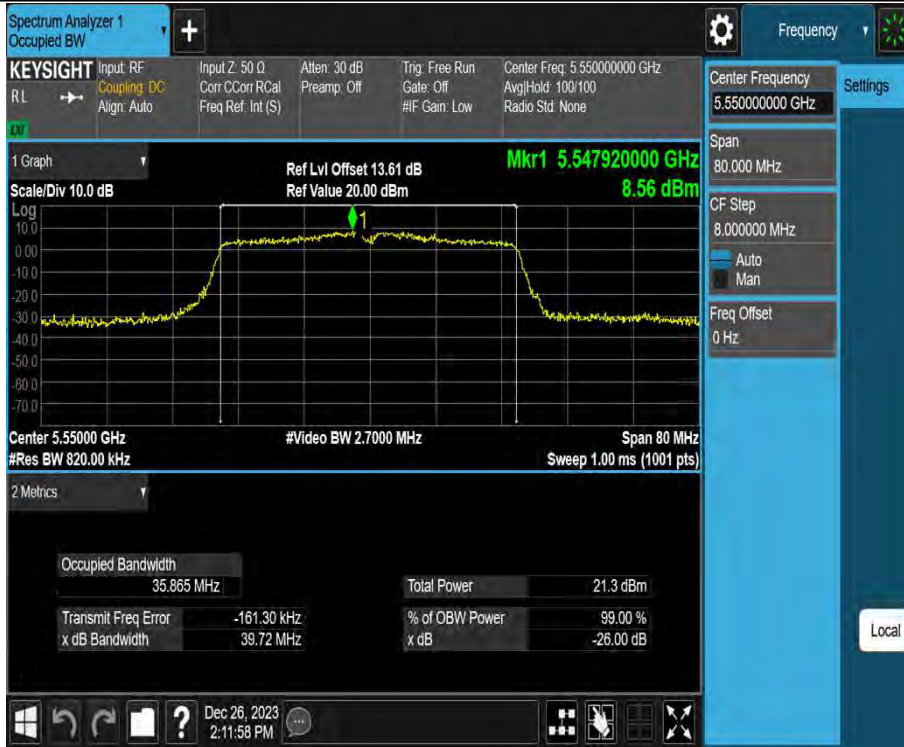 Spectrum Analyzer 1
Occupied BW
+
Frequency
KEYSIGHT
R L
LXI
Input: RF
Coupling: DC
Align: Auto
Input Z: 50 Ω
Corr CCorr RCal
Freq Ref: Int (S)
Atten: 30 dB
Preamp: Off
Trig: Free Run
Gate: Off
#IF Gain: Low
Center Freq: 5.550000000 GHz
Avg|Hold: 100/100
Radio Std: None
Center Frequency
5.550000000 GHz
Settings
Span
80.000 MHz
CF Step
8.000000 MHz
Auto
Man
Freq Offset
0 Hz
Local
1 Graph
Scale/Div 10.0 dB
Ref Lvl Offset 13.61 dB
Ref Value 20.00 dBm
Mkr1 5.547920000 GHz
8.56 dBm
Log
10.0
0.00
-10.0
-20.0
-30.0
-40.0
-50.0
-60.0
-70.0
1
Center 5.55000 GHz
#Res BW 820.00 kHz
#Video BW 2.7000 MHz
Span 80 MHz
Sweep 1.00 ms (1001 pts)
2 Metrics
Occupied Bandwidth
35.865 MHz
Total Power 21.3 dBm
Transmit Freq Error -161.30 kHz
% of OBW Power 99.00 %
x dB Bandwidth 39.72 MHz
x dB -26.00 dB
?
Dec 26, 2023
2:11:58 PM